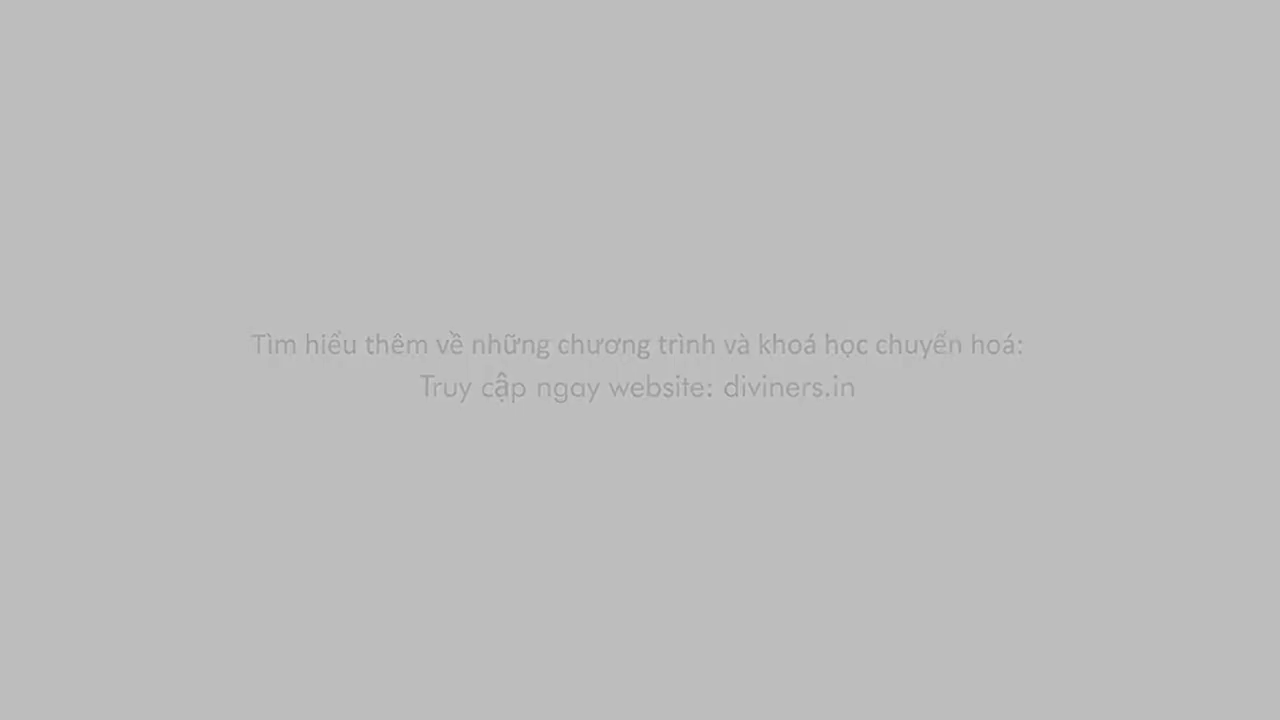 Tìm hiểu thêm về những chương trình và khoá học chuyển hoá:
Truy cập ngay website: diviners.in